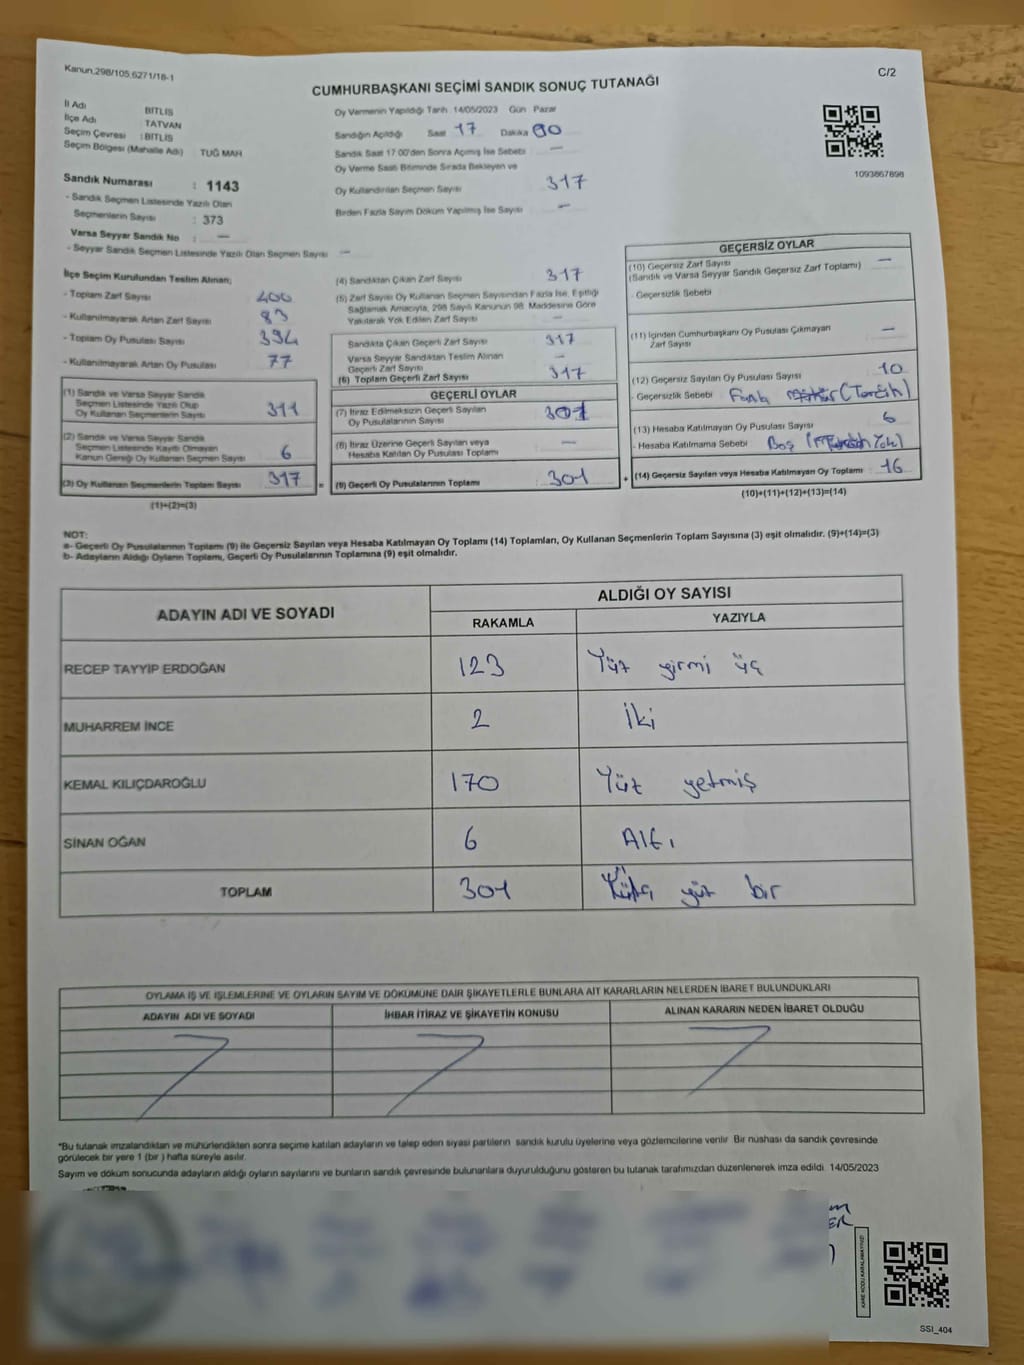 Kanun.298/105,6271/18-1
C/2
CUMHURBAŞKANI SEÇİMİ SANDIK SONUÇ TUTANAĞI
İl Adı BİTLİS
İlçe Adı TATVAN
Seçim Çevresi :BİTLİS
Seçim Bölgesi (Mahalle Adı) TUĞ MAH
Sandık Numarası : 1143
- Sandık Seçmen Listesinde Yazılı Olan
Seçmenlerin Sayısı : 373
Varsa Seyyar Sandık No : —
- Seyyar Sandık Seçmen Listesinde Yazılı Olan Seçmen Sayısı —
Oy Vermenin Yapıldığı Tarih 14/05/2023 Gün Pazar
Sandığın Açıldığı Saat 17 Dakika 00
Sandık Saat 17:00'den Sonra Açılmış İse Sebebi —
Oy Verme Saati Bitiminde Sırada Bekleyen ve
Oy Kullandırılan Seçmen Sayısı 317
Birden Fazla Sayım Döküm Yapılmış İse Sayısı —
1093867898
İlçe Seçim Kurulundan Teslim Alınan;
- Toplam Zarf Sayısı 400
- Kullanılmayarak Artan Zarf Sayısı 83
- Toplam Oy Pusulası Sayısı 394
- Kullanılmayarak Artan Oy Pusulası 77
(1) Sandık ve Varsa Seyyar Sandık
Seçmen Listesinde Yazılı Olup
Oy Kullanan Seçmenlerin Sayısı 311
(2) Sandık ve Varsa Seyyar Sandık
Seçmen Listesinde Kayıtlı Olmayan
Kanun Gereği Oy Kullanan Seçmen Sayısı 6
(3) Oy Kullanan Seçmenlerin Toplam Sayısı 317
(1)+(2)=(3)
(4) Sandıktan Çıkan Zarf Sayısı 317
(5) Zarf Sayısı Oy Kullanan Seçmen Sayısından Fazla İse, Eşitliği
Sağlamak Amacıyla, 298 Sayılı Kanunun 98. Maddesine Göre
Yakılarak Yok Edilen Zarf Sayısı —
Sandıkta Çıkan Geçerli Zarf Sayısı 317
Varsa Seyyar Sandıktan Teslim Alınan
Geçerli Zarf Sayısı —
(6) Toplam Geçerli Zarf Sayısı 317
GEÇERLİ OYLAR
(7) İtiraz Edilmeksizin Geçerli Sayılan
Oy Pusulalarının Sayısı 301
(8) İtiraz Üzerine Geçerli Sayılan veya
Hesaba Katılan Oy Pusulası Toplamı —
= (9) Geçerli Oy Pusulalarının Toplamı 301
GEÇERSİZ OYLAR
(10) Geçersiz Zarf Sayısı —
(Sandık ve Varsa Seyyar Sandık Geçersiz Zarf Toplamı)
- Geçersizlik Sebebi
(11) İçinden Cumhurbaşkanı Oy Pusulası Çıkmayan
Zarf Sayısı —
(12) Geçersiz Sayılan Oy Pusulası Sayısı 10
- Geçersizlik Sebebi Fazla Mühür (Tercih)
(13) Hesaba Katılmayan Oy Pusulası Sayısı 6
- Hesaba Katılmama Sebebi Boş
+ (14) Geçersiz Sayılan veya Hesaba Katılmayan Oy Toplamı 16
(10)+(11)+(12)+(13)=(14)
NOT:
a- Geçerli Oy Pusulalarının Toplamı (9) ile Geçersiz Sayılan veya Hesaba Katılmayan Oy Toplamı (14) Toplamları, Oy Kullanan Seçmenlerin Toplam Sayısına (3) eşit olmalıdır. (9)+(14)=(3)
b- Adayların Aldığı Oyların Toplamı, Geçerli Oy Pusulalarının Toplamına (9) eşit olmalıdır.
ADAYIN ADI VE SOYADI ALDIĞI OY SAYISI
RAKAMLA YAZIYLA
RECEP TAYYİP ERDOĞAN 123 Yüz yirmi üç
MUHARREM İNCE 2 İki
KEMAL KILIÇDAROĞLU 170 Yüz yetmiş
SİNAN OĞAN 6 Altı
TOPLAM 301 yüz bir
OYLAMA İŞ VE İŞLEMLERİNE VE OYLARIN SAYIM VE DÖKÜMÜNE DAİR ŞİKAYETLERLE BUNLARA AİT KARARLARIN NELERDEN İBARET BULUNDUKLARI
ADAYIN ADI VE SOYADI İHBAR İTİRAZ VE ŞİKAYETİN KONUSU ALINAN KARARIN NEDEN İBARET OLDUĞU
*Bu tutanak imzalandıktan ve mühürlendikten sonra seçime katılan adayların ve talep eden siyasi partilerin sandık kurulu üyelerine veya gözlemcilerine verilir. Bir nüshası da sandık çevresinde
görülecek bir yere 1 (bir ) hafta süreyle asılır.
Sayım ve döküm sonucunda adayların aldığı oyların sayılarını ve bunların sandık çevresinde bulunanlara duyurulduğunu gösteren bu tutanak tarafımızdan düzenlenerek imza edildi. 14/05/2023
KARE KODU KARALAMAYINIZ!
SSI_404